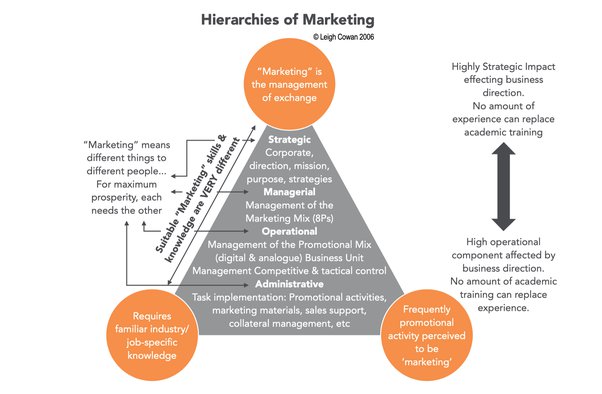 Hierarchies of Marketing
© Leigh Cowan 2006
“Marketing” is
the management
of exchange
Highly Strategic Impact
effecting business
direction.
No amount of
experience can replace
academic training
“Marketing” means
different things to
different people...
For maximum
prosperity, each
needs the other
Suitable “Marketing” skills &
knowledge are VERY different
Strategic
Corporate,
direction, mission,
purpose, strategies
Managerial
Management of the
Marketing Mix (8Ps)
Operational
Management of the Promotional Mix
(digital & analogue) Business Unit
Management Competitive & tactical control
Administrative
Task implementation: Promotional activities,
marketing materials, sales support,
collateral management, etc
High operational
component affected by
business direction.
No amount of academic
training can replace
experience.
Requires
familiar industry/
job-specific
knowledge
Frequently
promotional
activity perceived
to be
‘marketing’